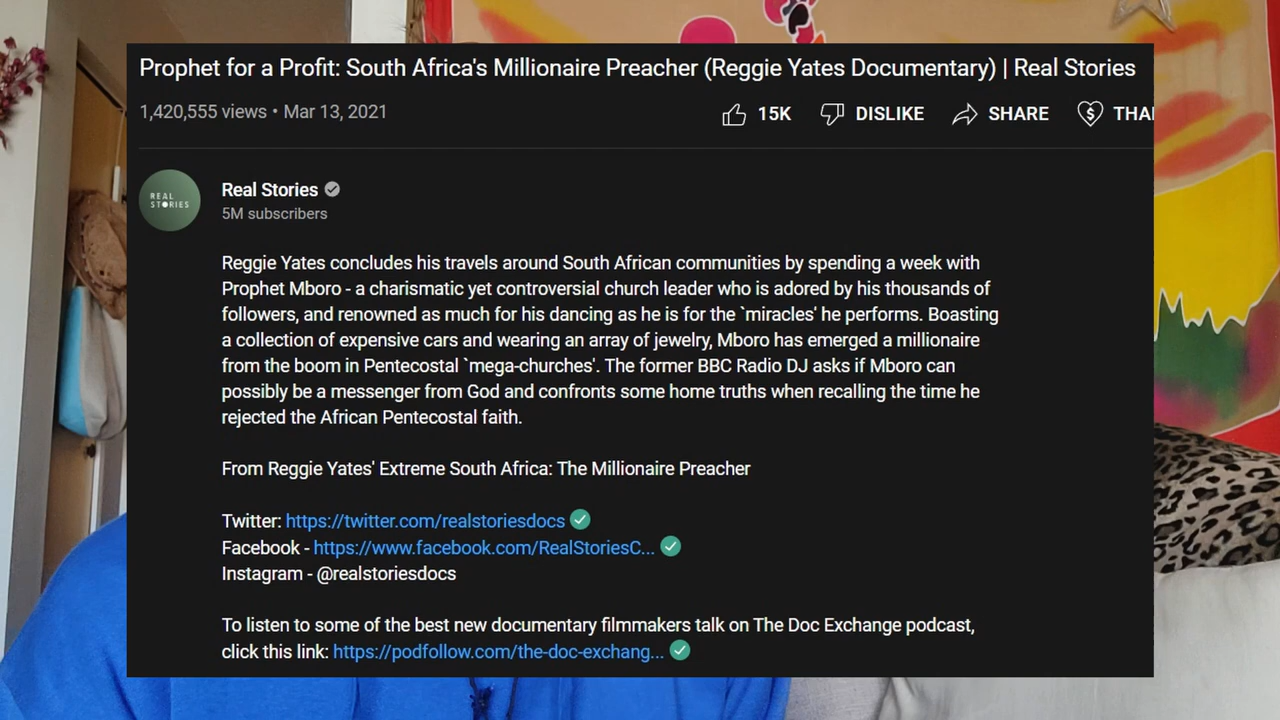 Prophet for a Profit: South Africa's Millionaire Preacher (Reggie Yates Documentary) | Real Stories
1,420,555 views • Mar 13, 2021
15K DISLIKE SHARE THA
REAL STORIES
Real Stories
5M subscribers
Reggie Yates concludes his travels around South African communities by spending a week with
Prophet Mboro - a charismatic yet controversial church leader who is adored by his thousands of
followers, and renowned as much for his dancing as he is for the `miracles' he performs. Boasting
a collection of expensive cars and wearing an array of jewelry, Mboro has emerged a millionaire
from the boom in Pentecostal `mega-churches'. The former BBC Radio DJ asks if Mboro can
possibly be a messenger from God and confronts some home truths when recalling the time he
rejected the African Pentecostal faith.
From Reggie Yates' Extreme South Africa: The Millionaire Preacher
Twitter: https://twitter.com/realstoriesdocs
Facebook - https://www.facebook.com/RealStoriesC...
Instagram - @realstoriesdocs
To listen to some of the best new documentary filmmakers talk on The Doc Exchange podcast,
click this link: https://podfollow.com/the-doc-exchang...